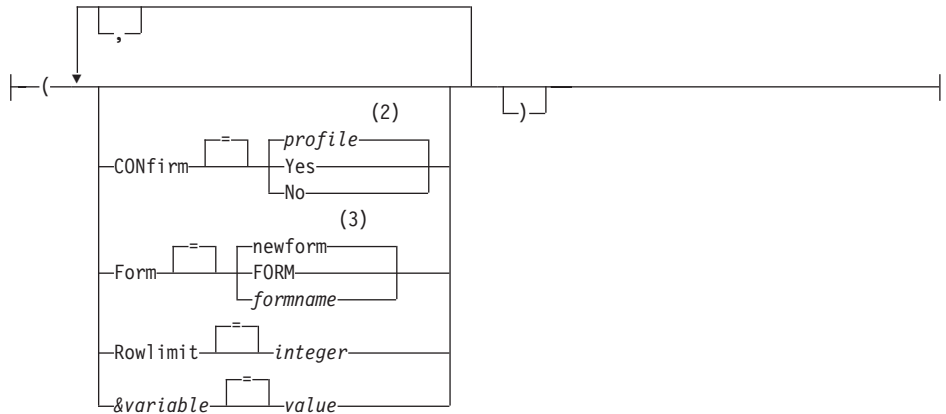 ,
( )
(2)
CONfirm = profile
Yes
No
(3)
Form = newform
FORM
formname
Rowlimit = integer
&variable = value